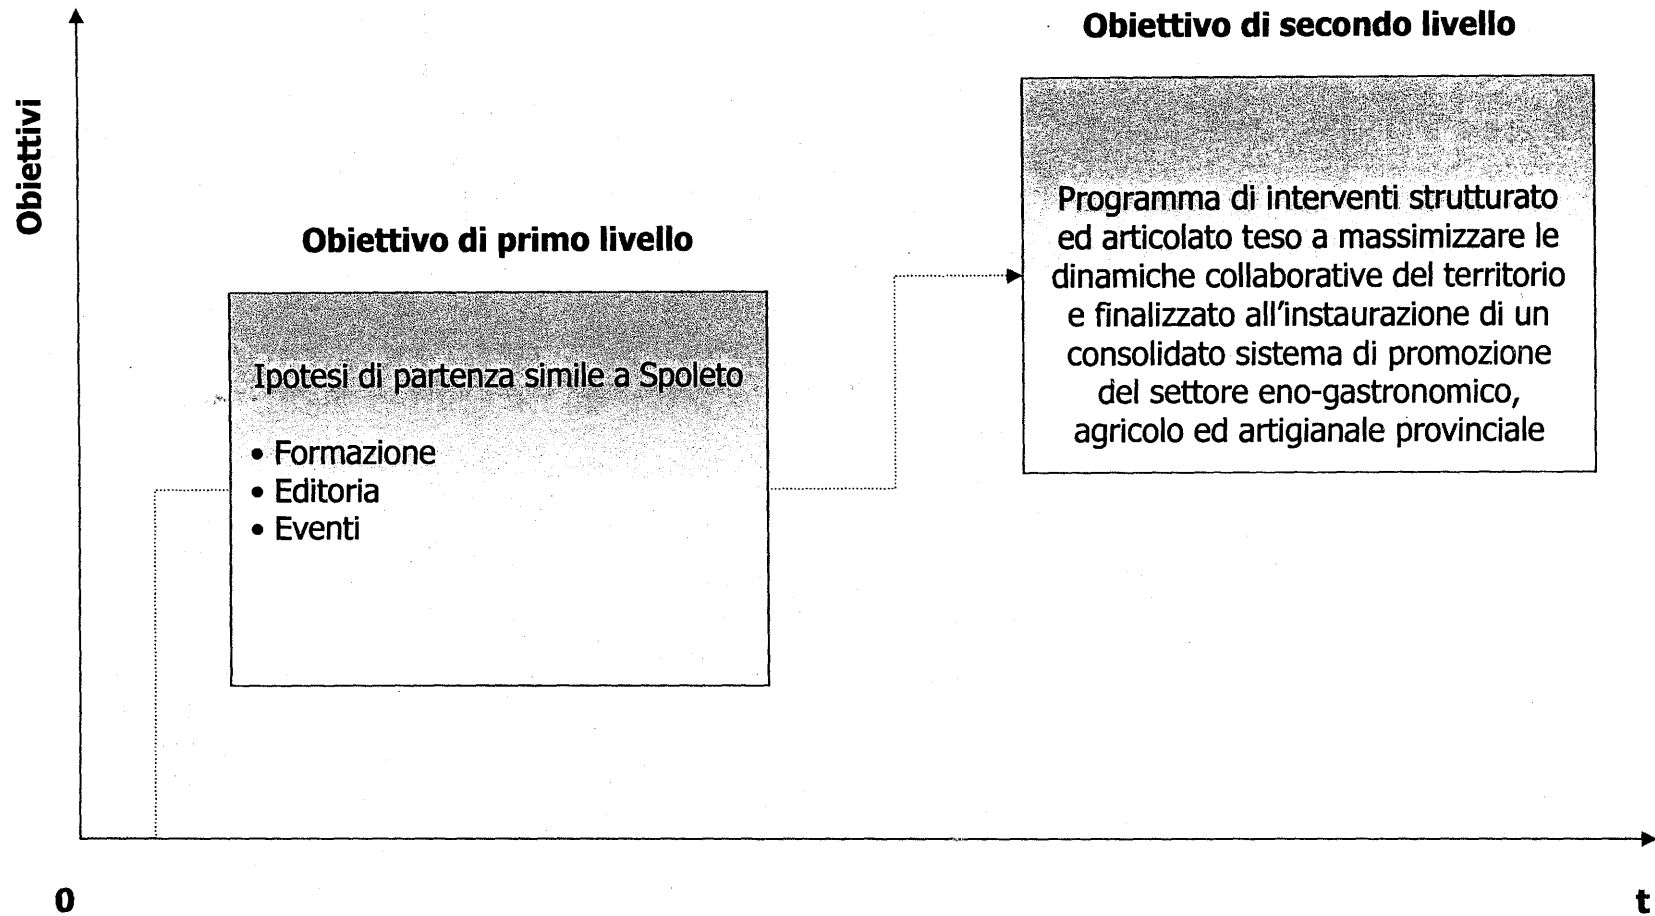 Obiettivo di secondo livello
Obiettivi
Programma di interventi strutturato
ed articolato teso a massimizzare le
dinamiche collaborative del territorio
e finalizzato all'instaurazione di un
consolidato sistema di promozione
del settore eno-gastronomico,
agricolo ed artigianale provinciale
Obiettivo di primo livello
Ipotesi di partenza simile a Spoleto
• Formazione
• Editoria
• Eventi
0
t